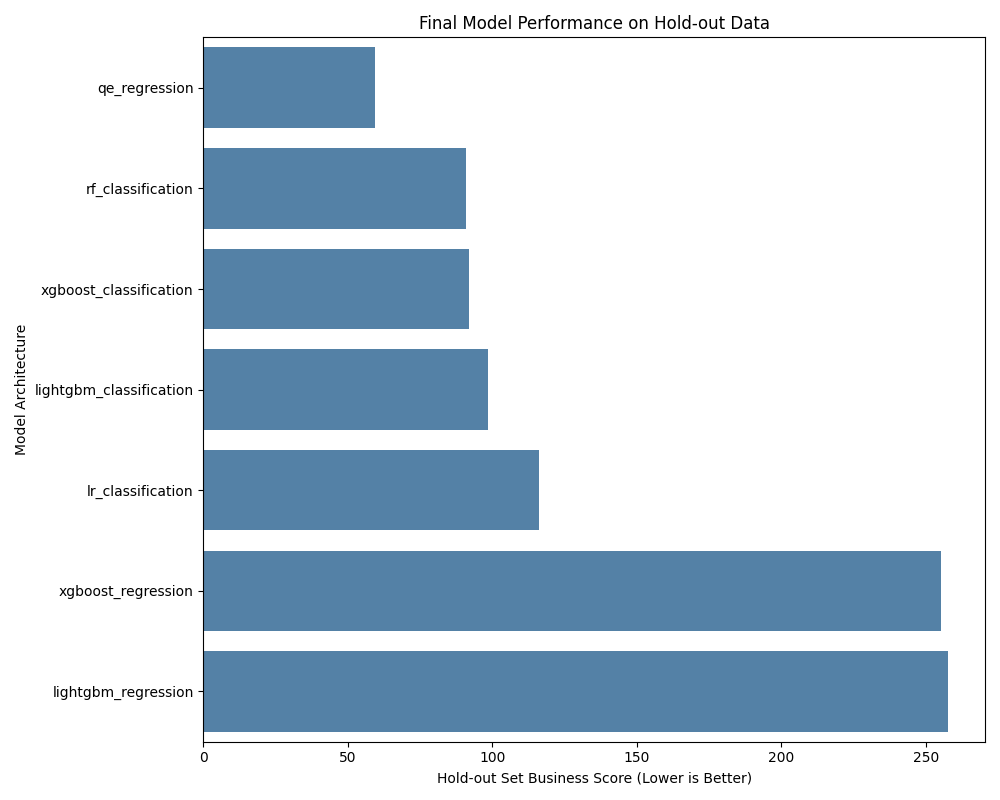 Final Model Performance on Hold-out Data
Model Architecture
qe_regression
rf_classification
xgboost_classification
lightgbm_classification
lr_classification
xgboost_regression
lightgbm_regression
0 50 100 150 200 250
Hold-out Set Business Score (Lower is Better)